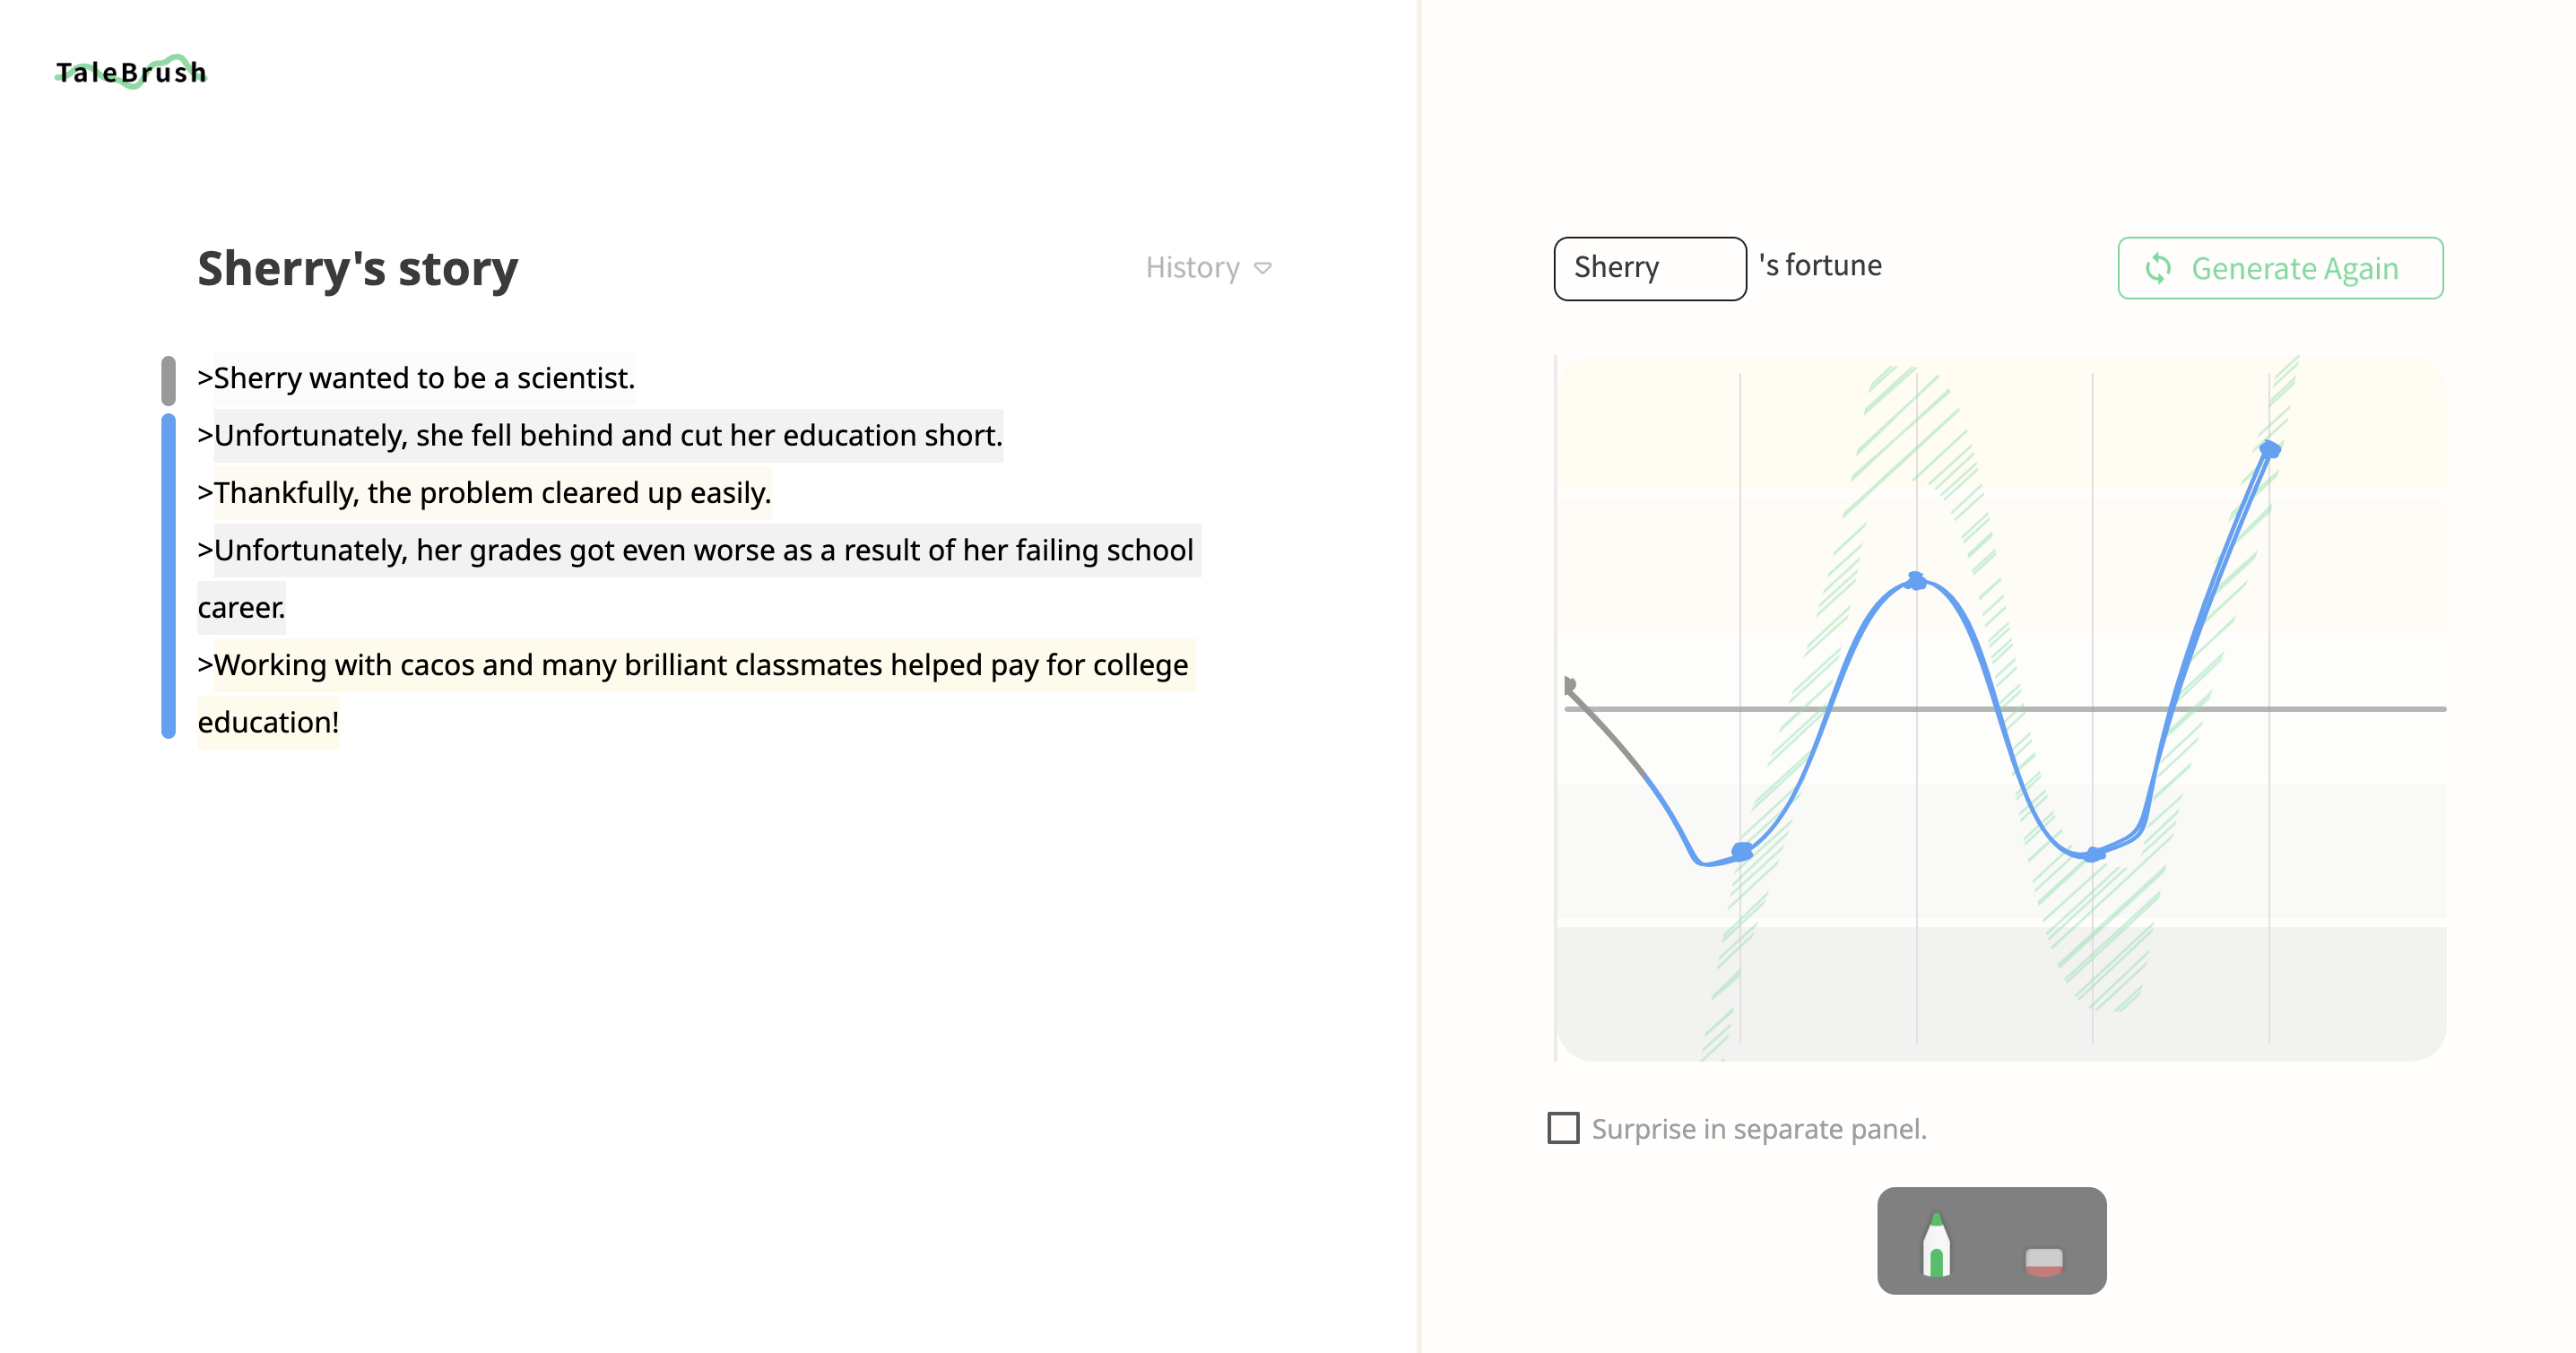 TaleBrush
Sherry's story
History
>Sherry wanted to be a scientist.
>Unfortunately, she fell behind and cut her education short.
>Thankfully, the problem cleared up easily.
>Unfortunately, her grades got even worse as a result of her failing school
career.
>Working with cacos and many brilliant classmates helped pay for college
education!
Sherry 's fortune
Generate Again
Surprise in separate panel.